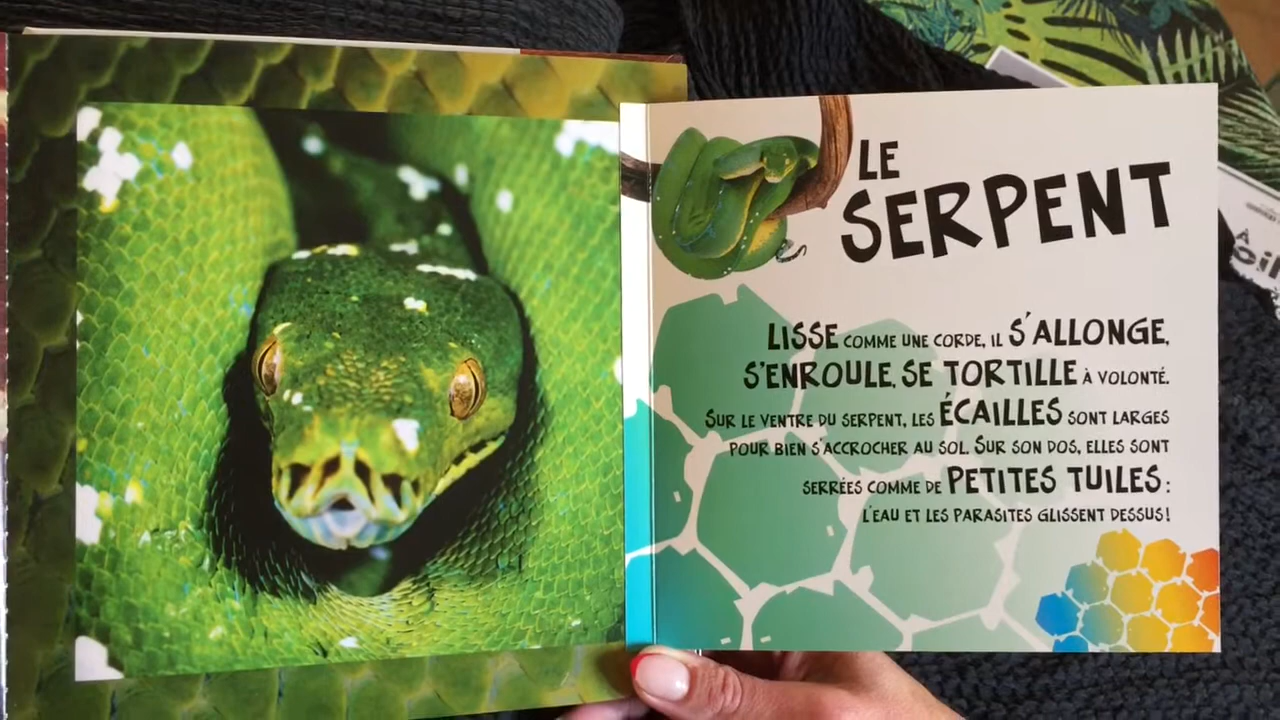 LE
SERPENT
LISSE COMME UNE CORDE, IL S'ALLONGE,
S'ENROULE, SE TORTILLE À VOLONTÉ.
SUR LE VENTRE DU SERPENT, LES ÉCAILLES SONT LARGES
POUR BIEN S'ACCROCHER AU SOL. SUR SON DOS, ELLES SONT
SERRÉES COMME DE PETITES TUILES :
L'EAU ET LES PARASITES GLISSENT DESSUS !
À